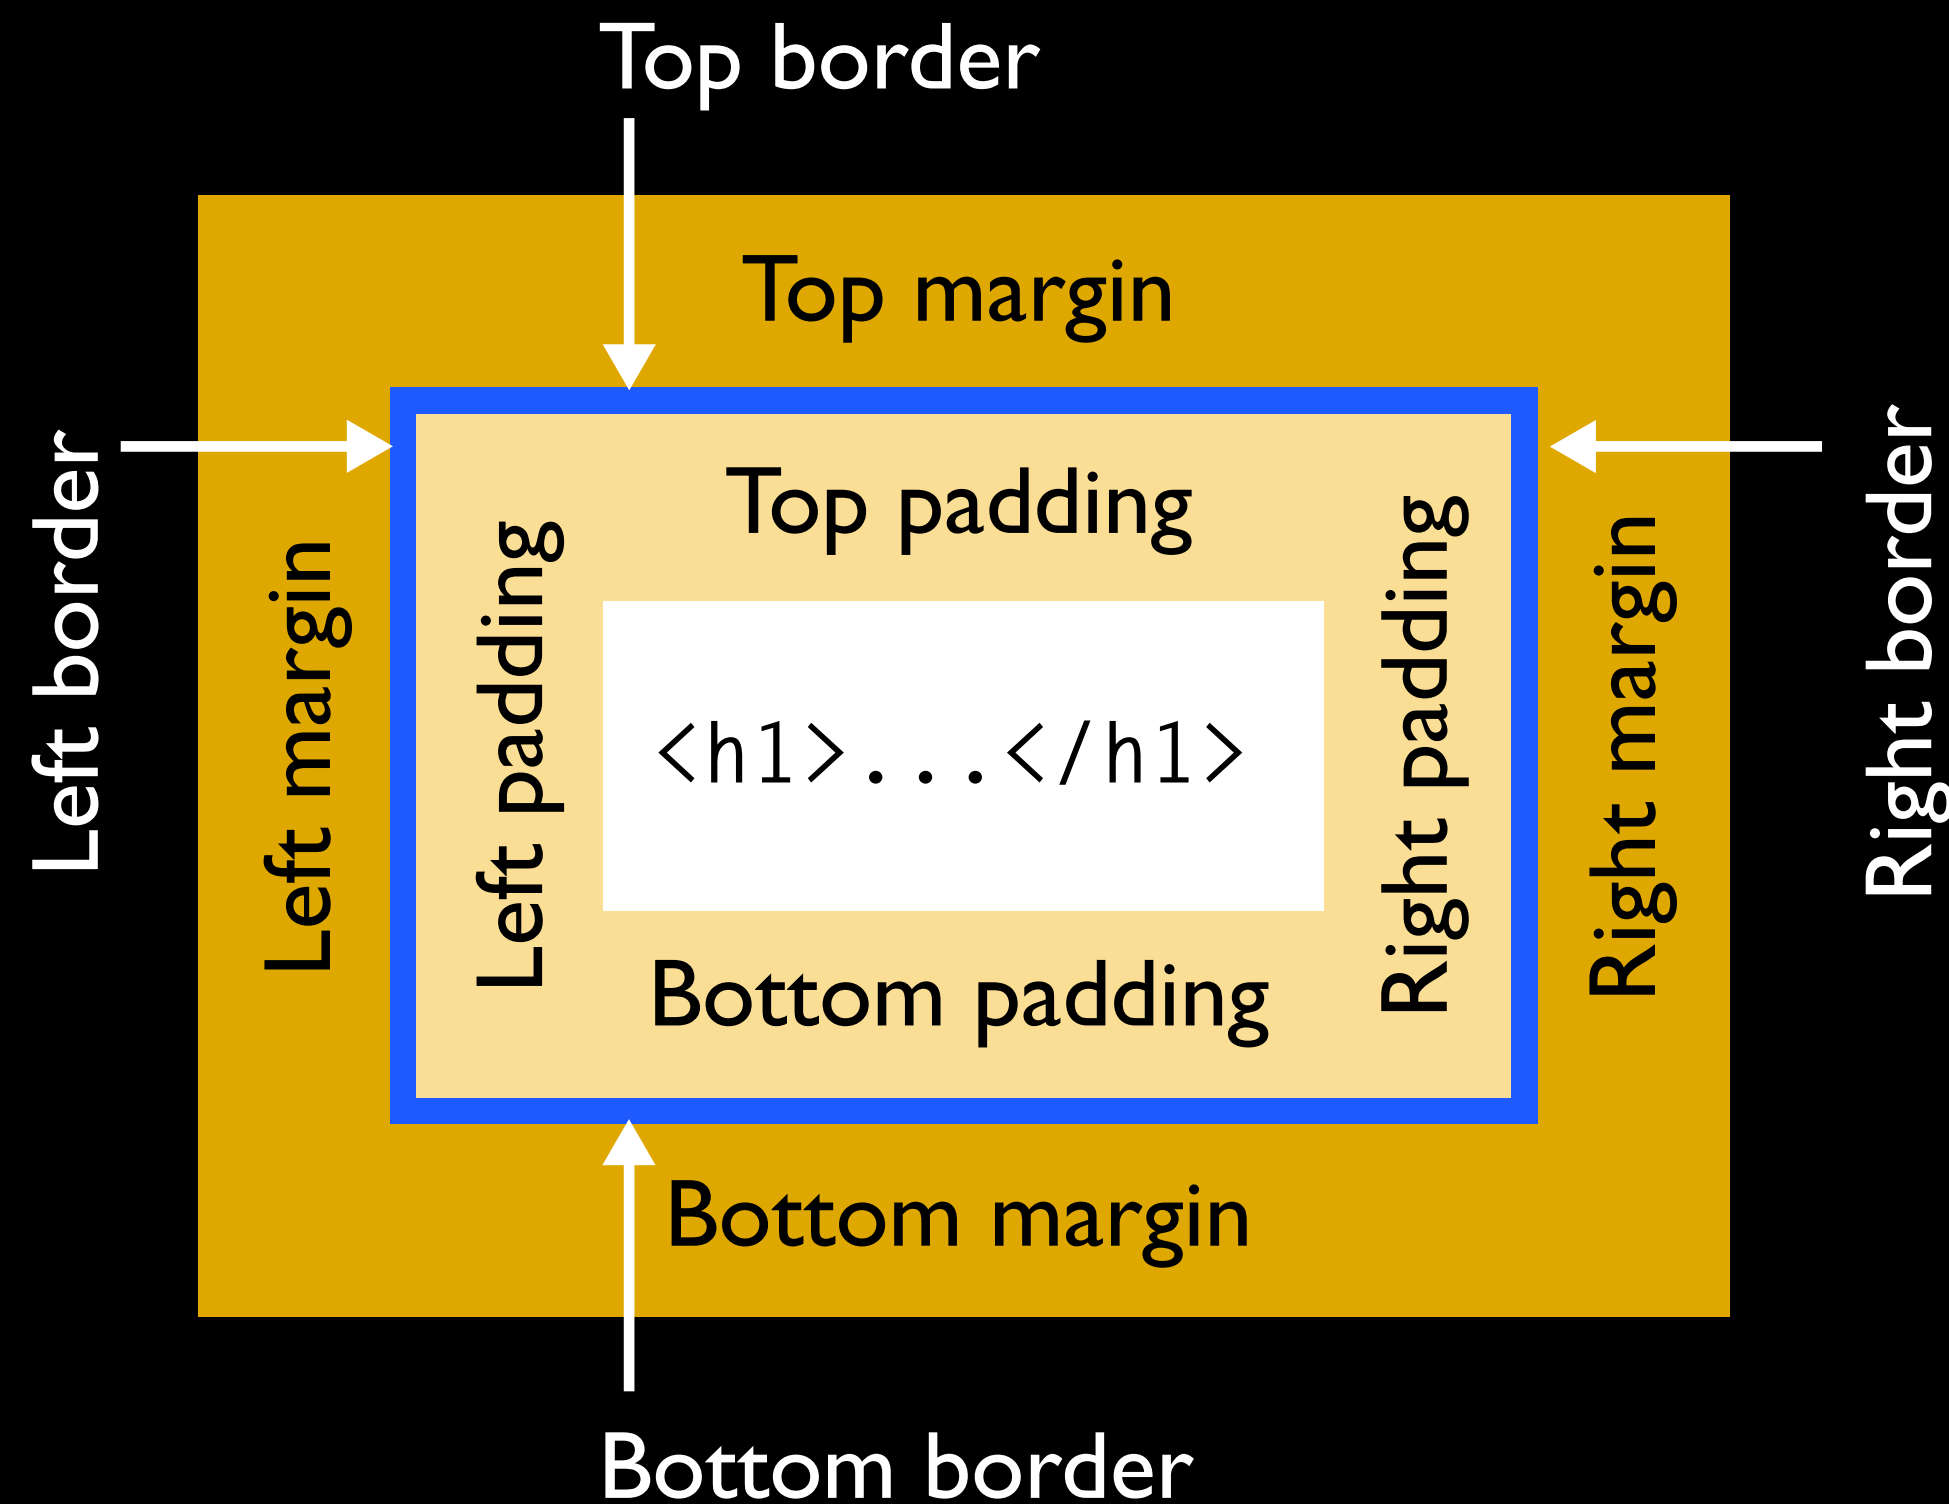 Top border
Top margin
Left border
Left margin
Left padding
Top padding
<h1>...</h1>
Bottom padding
Right padding
Right margin
Right border
Bottom margin
Bottom border